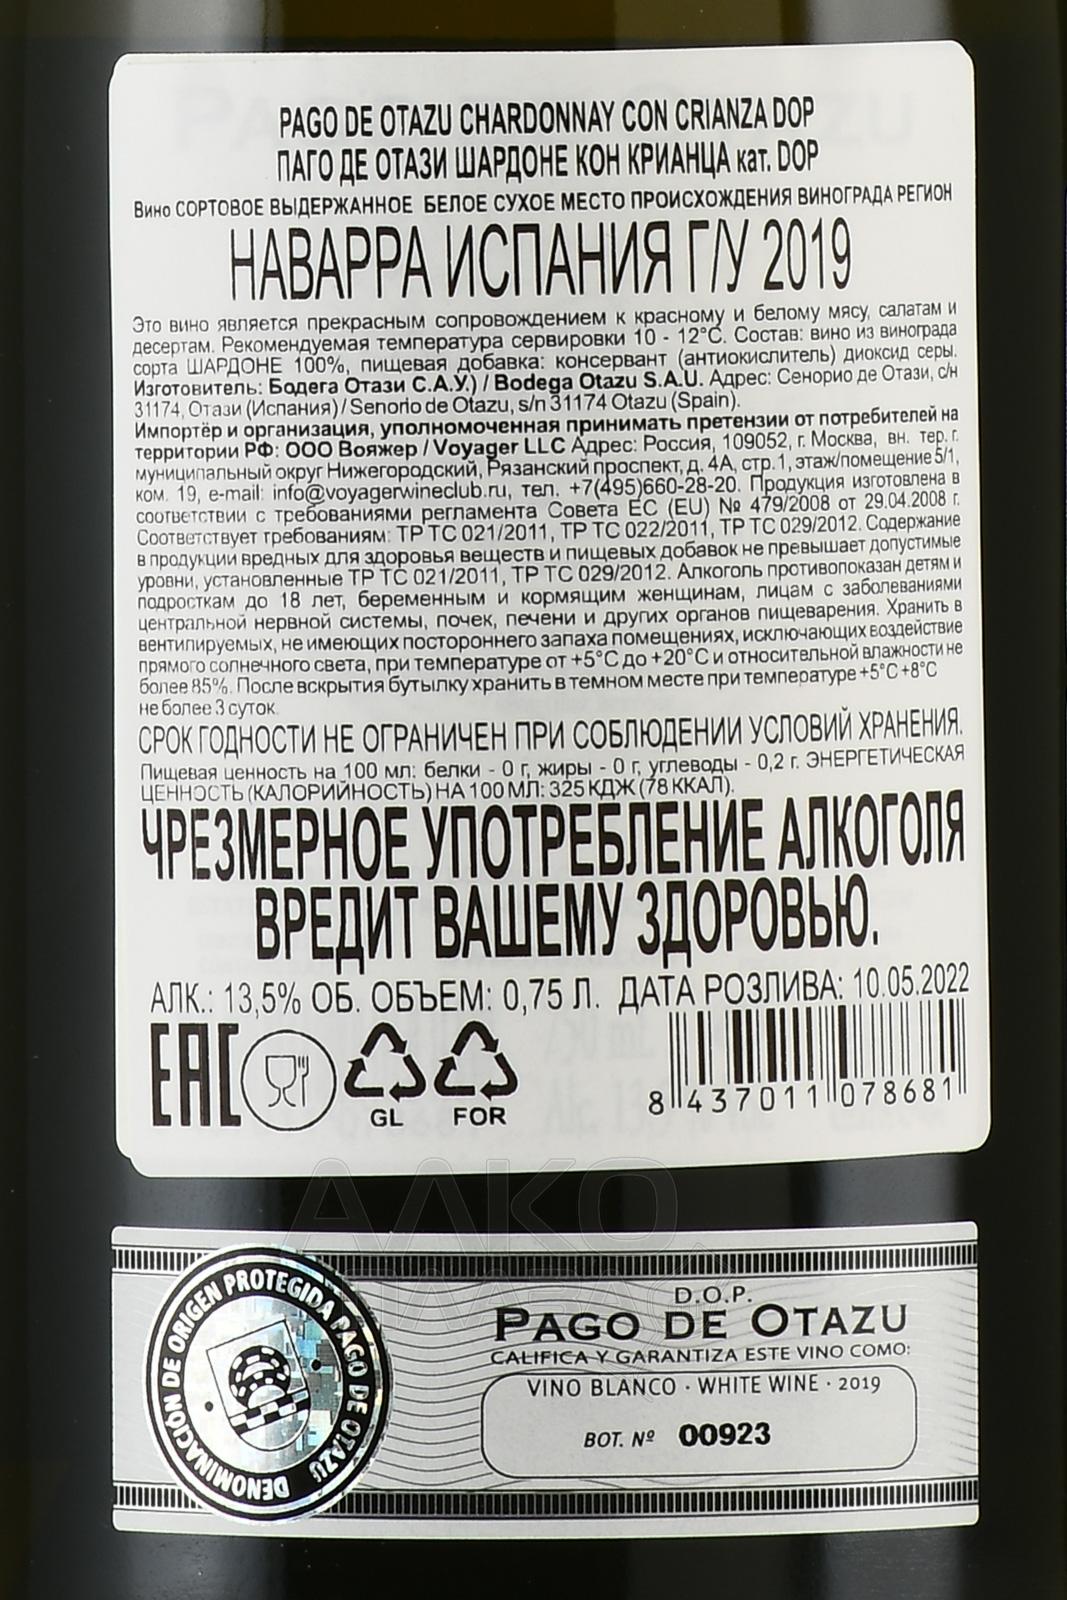 PAGO DE OTAZU CHARDONNAY CON CRIANZA DOP
ПАГО ДЕ ОТАЗИ ШАРДОНЕ КОН КРИАНЦА кат. DOP
Вино СОРТОВОЕ ВЫДЕРЖАННОЕ БЕЛОЕ СУХОЕ МЕСТО ПРОИСХОЖДЕНИЯ ВИНОГРАДА РЕГИОН
НАВАРРА ИСПАНИЯ Г/У 2019
Это вино является прекрасным сопровождением к красному и белому мясу, салатам и
десертам. Рекомендуемая температура сервировки 10 - 12°С. Состав: вино из винограда
сорта ШАРДОНЕ 100%, пищевая добавка: консервант (антиокислитель) диоксид серы.
Изготовитель: Бодега Отази С.А.У.) / Bodega Otazu S.A.U. Адрес: Сенорио де Отази, с/н
31174, Отази (Испания) / Senorio de Otazu, s/n 31174 Otazu (Spain).
Импортёр и организация, уполномоченная принимать претензии от потребителей на
территории РФ: ООО Вояжер / Voyager LLC Адрес: Россия, 109052, г. Москва, вн. тер. г.
муниципальный округ Нижегородский, Рязанский проспект, д. 4А, стр. 1, этаж/помещение 5/1,
ком. 19, e-mail: info@voyagerwineclub.ru, тел. +7(495)660-28-20. Продукция изготовлена в
соответствии с требованиями регламента Совета ЕС (EU) № 479/2008 от 29.04.2008 г.
Соответствует требованиям: ТР ТС 021/2011, ТР ТС 022/2011, ТР ТС 029/2012. Содержание
в продукции вредных для здоровья веществ и пищевых добавок не превышает допустимые
уровни, установленные ТР ТС 021/2011, ТР ТС 029/2012. Алкоголь противопоказан детям и
подросткам до 18 лет, беременным и кормящим женщинам, лицам с заболеваниями
центральной нервной системы, почек, печени и других органов пищеварения. Хранить в
вентилируемых, не имеющих постороннего запаха помещениях, исключающих воздействие
прямого солнечного света, при температуре от +5°С до +20°С и относительной влажности не
более 85%. После вскрытия бутылку хранить в темном месте при температуре +5°С +8°С
не более 3 суток.
СРОК ГОДНОСТИ НЕ ОГРАНИЧЕН ПРИ СОБЛЮДЕНИИ УСЛОВИЙ ХРАНЕНИЯ.
Пищевая ценность на 100 мл: белки - 0 г, жиры - 0 г, углеводы - 0,2 г. ЭНЕРГЕТИЧЕСКАЯ
ЦЕННОСТЬ (КАЛОРИЙНОСТЬ) НА 100 МЛ: 325 КДЖ (78 ККАЛ).
ЧРЕЗМЕРНОЕ УПОТРЕБЛЕНИЕ АЛКОГОЛЯ
ВРЕДИТ ВАШЕМУ ЗДОРОВЬЮ.
АЛК.: 13,5% ОБ. ОБЪЕМ: 0,75 Л. ДАТА РОЗЛИВА: 10.05.2022
EAC
GL FOR
8 437011 078681
D.O.P.
PAGO DE OTAZU
CALIFICA Y GARANTIZA ESTE VINO COMO:
VINO BLANCO · WHITE WINE · 2019
BOT. Nº 00923
DENOMINACIÓN DE ORIGEN PROTEGIDA PAGO DE OTAZU